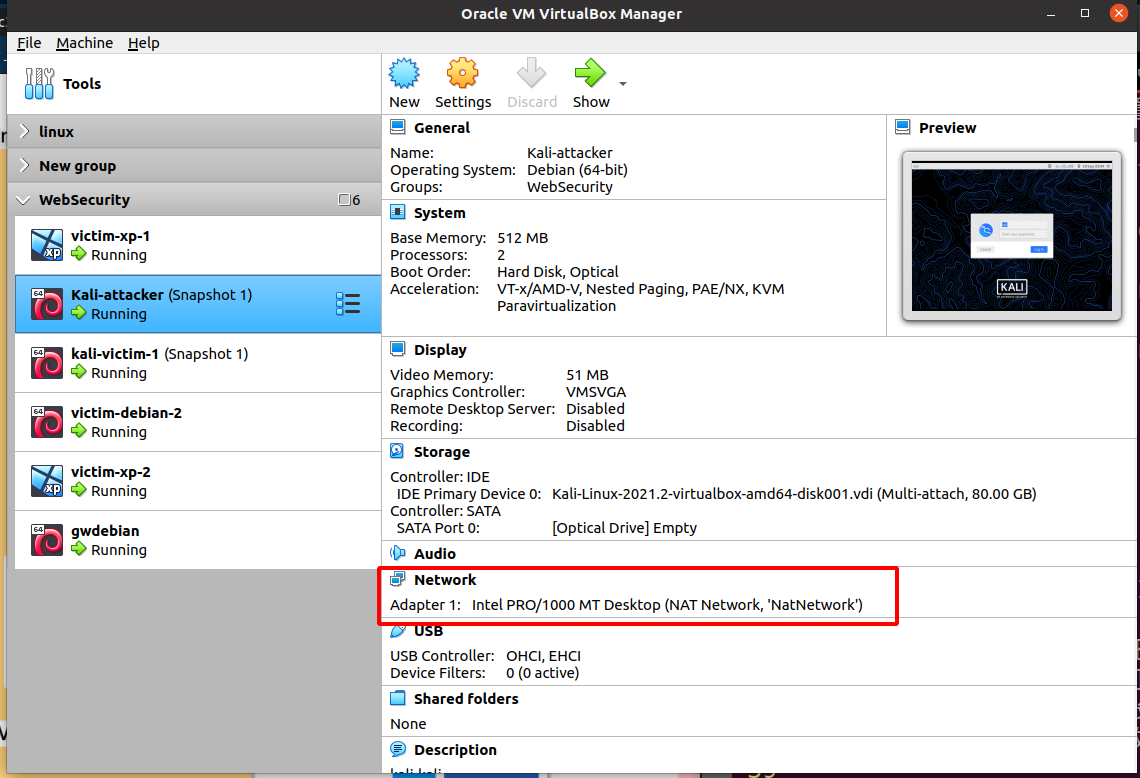 Oracle VM VirtualBox Manager
File Machine Help
Tools
linux
New group
WebSecurity 6
victim-xp-1
Running
Kali-attacker (Snapshot 1)
Running
kali-victim-1 (Snapshot 1)
Running
victim-debian-2
Running
victim-xp-2
Running
gwdebian
Running
New Settings Discard Show
General
Name: Kali-attacker
Operating System: Debian (64-bit)
Groups: WebSecurity
System
Base Memory: 512 MB
Processors: 2
Boot Order: Hard Disk, Optical
Acceleration: VT-x/AMD-V, Nested Paging, PAE/NX, KVM
Paravirtualization
Preview
KALI
Display
Video Memory: 51 MB
Graphics Controller: VMSVGA
Remote Desktop Server: Disabled
Recording: Disabled
Storage
Controller: IDE
IDE Primary Device 0: Kali-Linux-2021.2-virtualbox-amd64-disk001.vdi (Multi-attach, 80.00 GB)
Controller: SATA
SATA Port 0: [Optical Drive] Empty
Audio
Network
Adapter 1: Intel PRO/1000 MT Desktop (NAT Network, 'NatNetwork')
USB
USB Controller: OHCI, EHCI
Device Filters: 0 (0 active)
Shared folders
None
Description